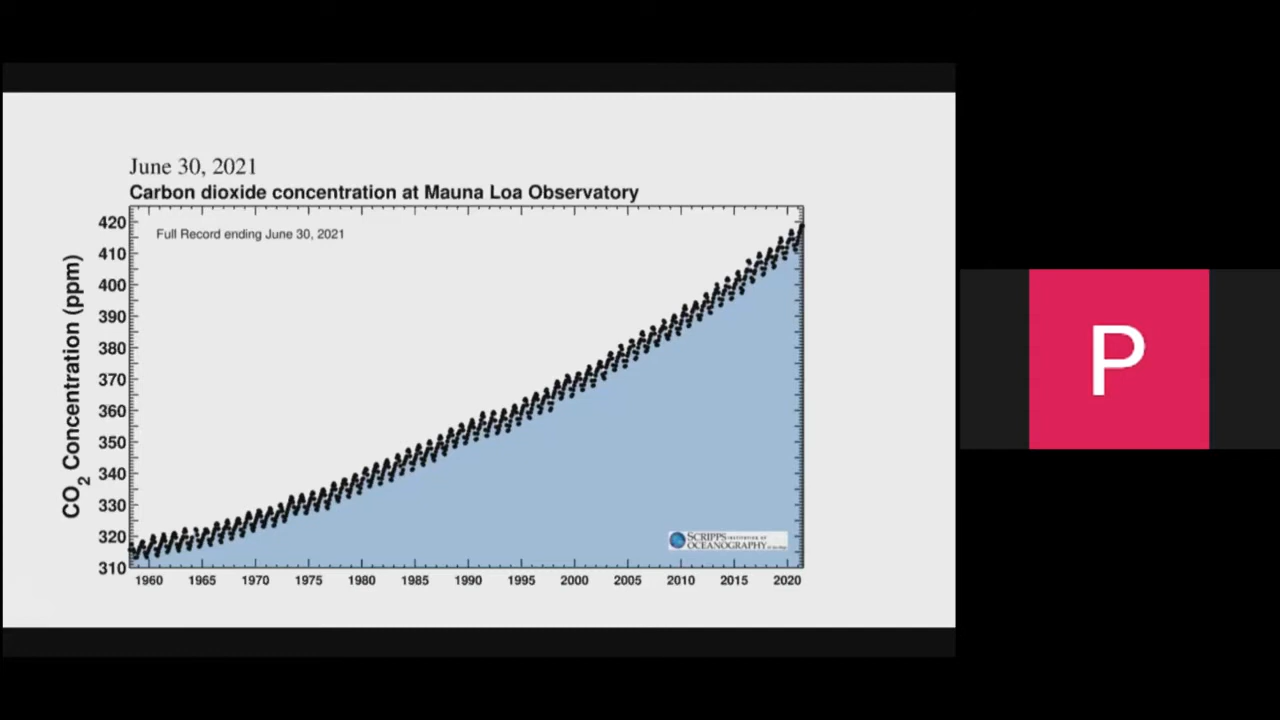 June 30, 2021
Carbon dioxide concentration at Mauna Loa Observatory
Full Record ending June 30, 2021
CO2 Concentration (ppm)
420
410
400
390
380
370
360
350
340
330
320
310
1960 1965 1970 1975 1980 1985 1990 1995 2000 2005 2010 2015 2020
SCRIPPS INSTITUTION OF
OCEANOGRAPHY
P